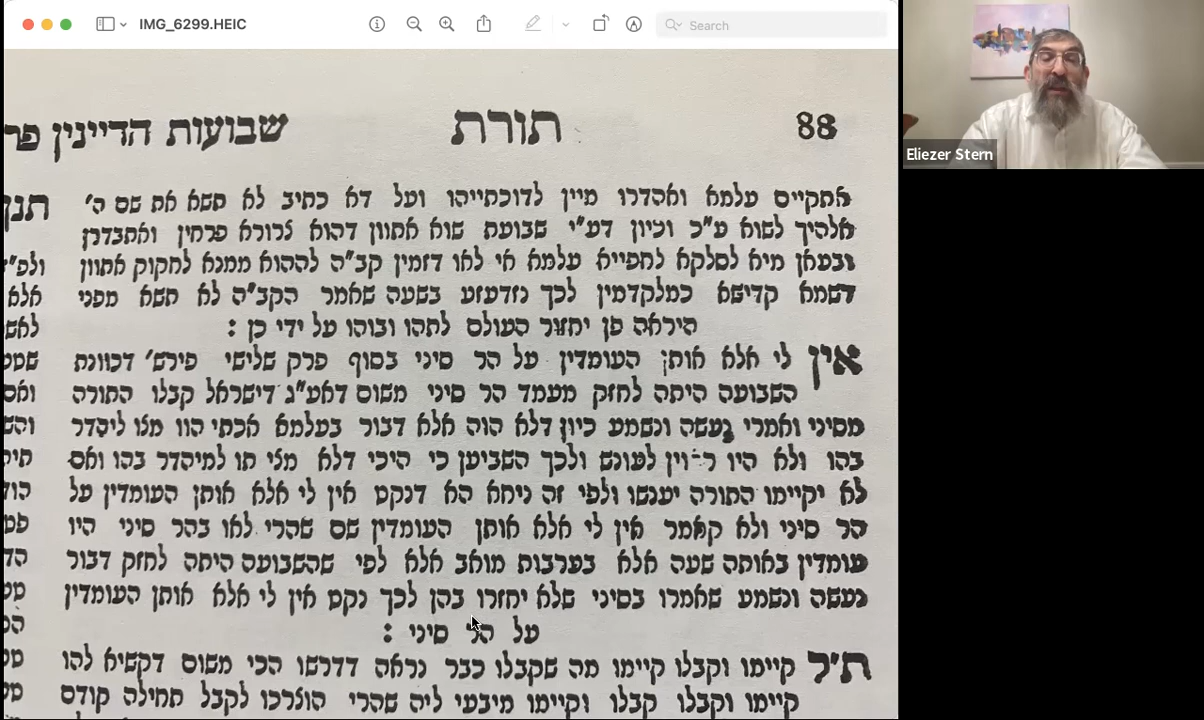 IMG_6299.HEIC
Search
Eliezer Stern
88 תורת שבועות הדיינין
אתקיים עלמא ואהדרו מיין לדוכתייהו ועל דא כתיב לא תשא את שם ה'
אלהיך לשוא ע"כ וכיון דע"י שבועת שוא אתוון דהוא צרורא פרחין ואתבדרן
ובעאן מיא לסלקא לחפייא עלמא אי לאו דזמין קב"ה לההוא ממנא לחקוק אתוון
דשמא קדישא כמלקדמין לכך נזדעזע בשעה שאמר הקב"ה לא תשא מפני
היראה פן יחזור העולם לתהו ובוהו על ידי כן :
אין לי אלא אותן העומדין על הר סיני בסוף פרק שלישי פירש' דכוונת
השבועה היתה לחזק מעמד הר סיני משום דאע"ג דישראל קבלו התורה
מסיני ואמרי נעשה ונשמע כיון דלא הוה אלא דבור בעלמא אכתי הוו מצו ליהדר
בהו ולא היו לעונש ולכך השביען כי היכי דלא מצי תו למיהדר בהו ואם
לא יקיימו התורה יענשו ולפי זה ניחא הא דנקט אין לי אלא אותן העומדין על
הר סיני ולא קאמר אין לי אלא אותן העומדין שם שהרי לאו בהר סיני היו
עומדין באותה שעה אלא בערבות מואב אלא לפי שהשבועה היתה לחזק דבור
נעשה ונשמע שאמרו בסיני שלא יחזרו בהן לכך נקט אין לי אלא אותן העומדין
על הר סיני :
ת"ל קיימו וקבלו קיימו מה שקבלו כבר נראה דדרשו הכי משום דקשיא להו
קיימו וקבלו קבלו וקיימו מיבעי ליה שהרי הוצרכו לקבל תחילה קודם